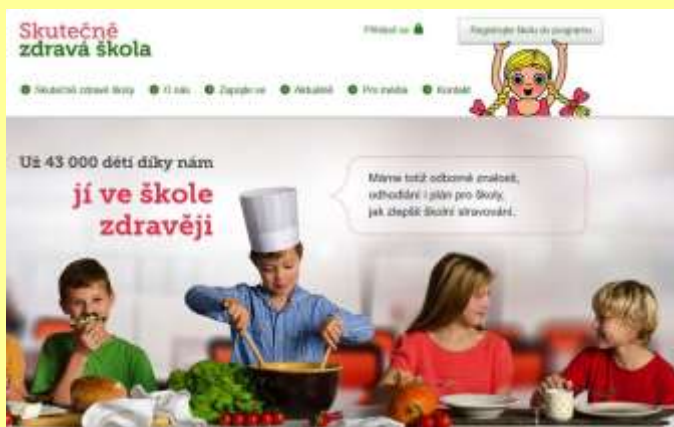 Skutečně
zdravá škola
Přihlásit se
Registrujte školu do programu
Skutečně zdravé školy
O nás
Zapojte se
Aktuálně
Pro média
Kontakt
Už 43 000 dětí díky nám
jí ve škole
zdravěji
Máme totiž odborné znalosti,
odhodlání i plán pro školy,
jak zlepšit školní stravování.